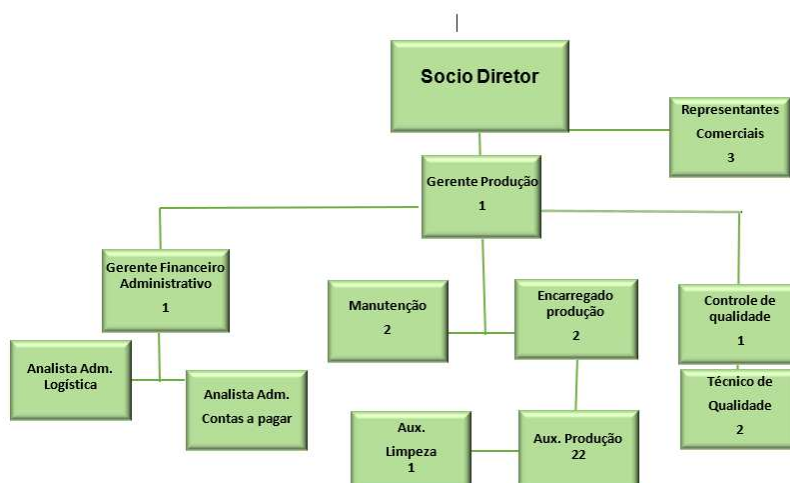 Socio Diretor
Representantes
Comerciais
3
Gerente Produção
1
Gerente Financeiro
Administrativo
1
Manutenção
2
Encarregado
produção
2
Controle de
qualidade
1
Analista Adm.
Logística
Analista Adm.
Contas a pagar
Técnico de
Qualidade
2
Aux.
Limpeza
1
Aux. Produção
22